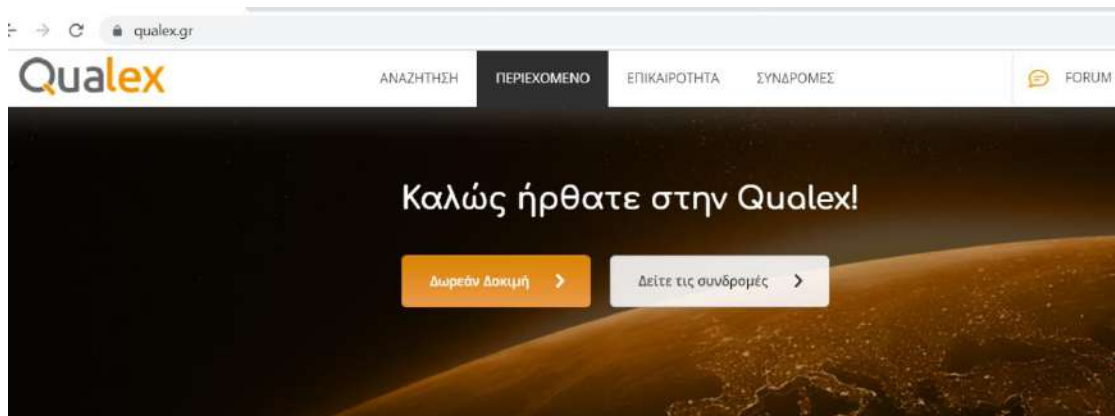 qualex.gr
Qualex
ΑΝΑΖΗΤΗΣΗ ΠΕΡΙΕΧΟΜΕΝΟ ΕΠΙΚΑΙΡΟΤΗΤΑ ΣΥΝΔΡΟΜΕΣ FORUM
Καλώς ήρθατε στην Qualex!
Δωρεάν Δοκιμή Δείτε τις συνδρομές